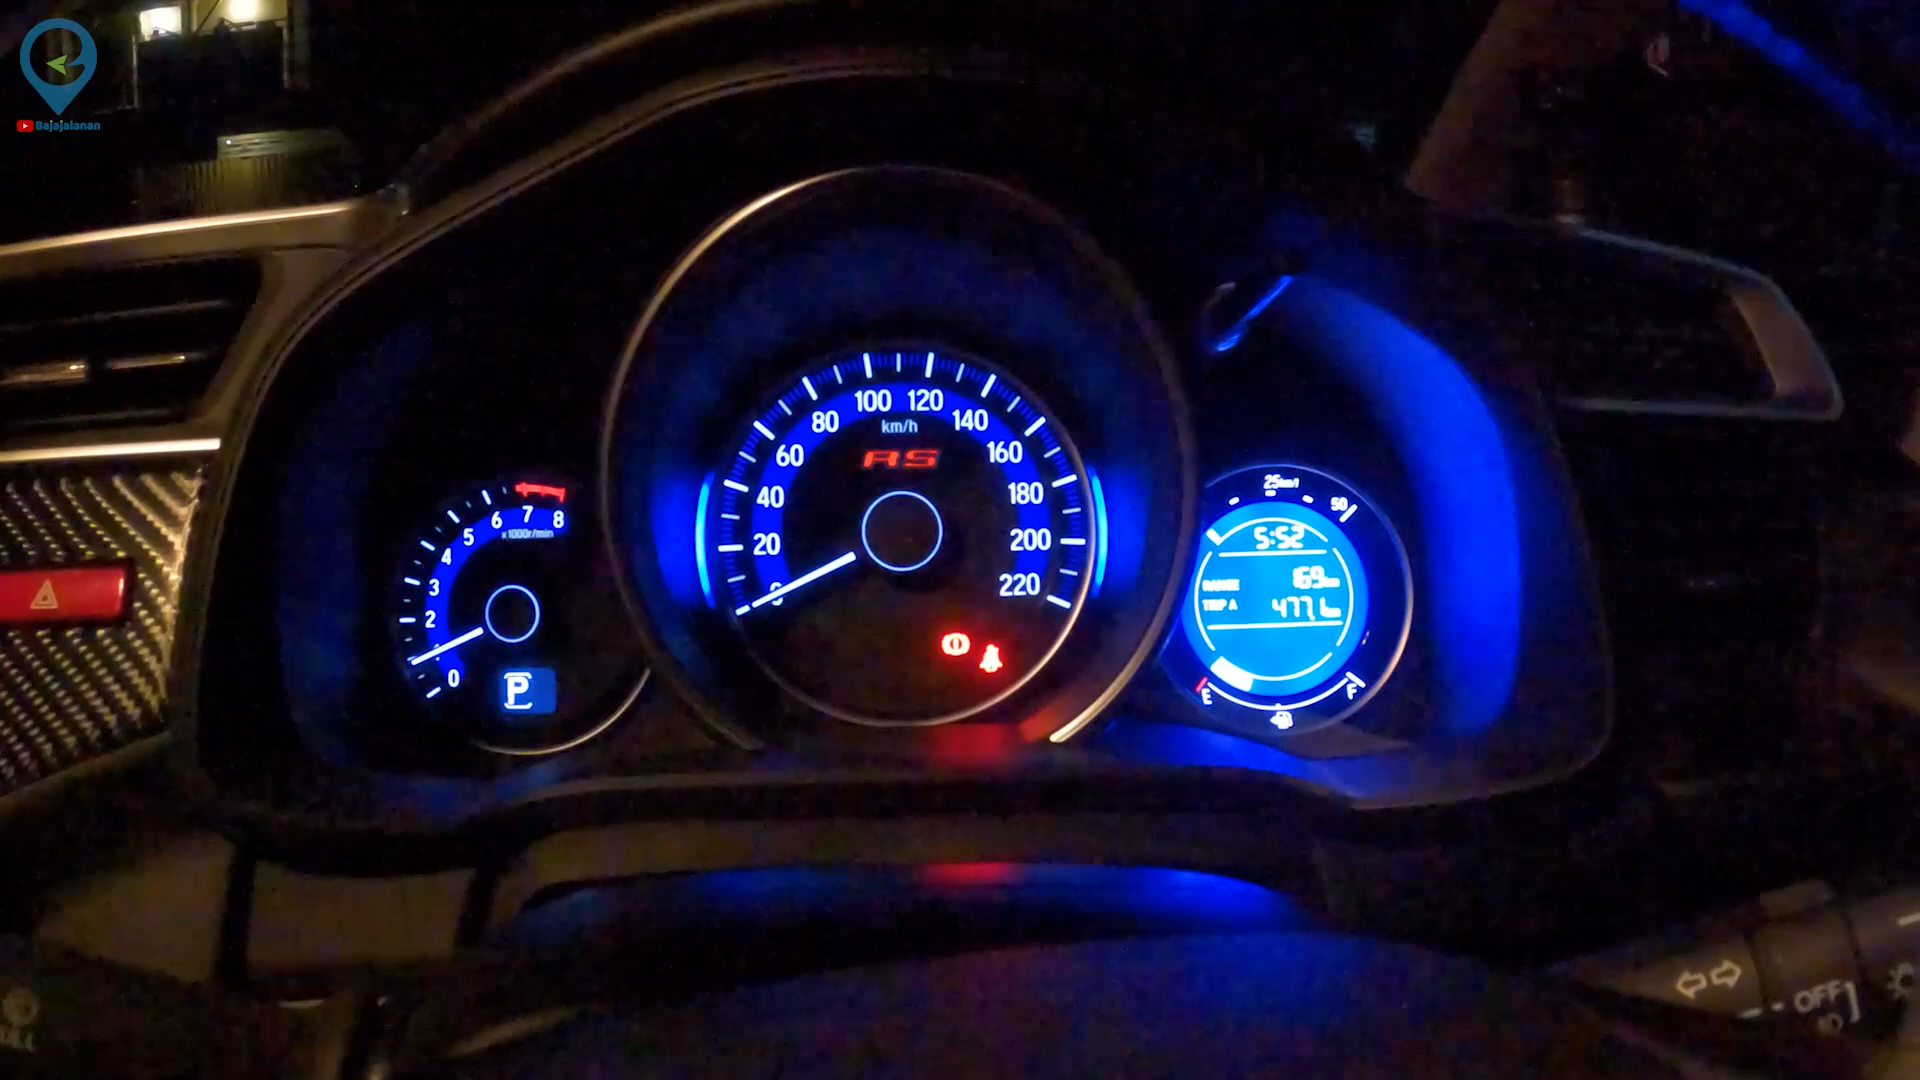 Bajajalanan
km/h
0 20 40 60 80 100 120 140 160 180 200 220
RS
0 2 3 4 5 6 7 8
x1000r/min
P
25km/l
50
5:52
RANGE 169km
TRIP A 477.1km
E F
OFF